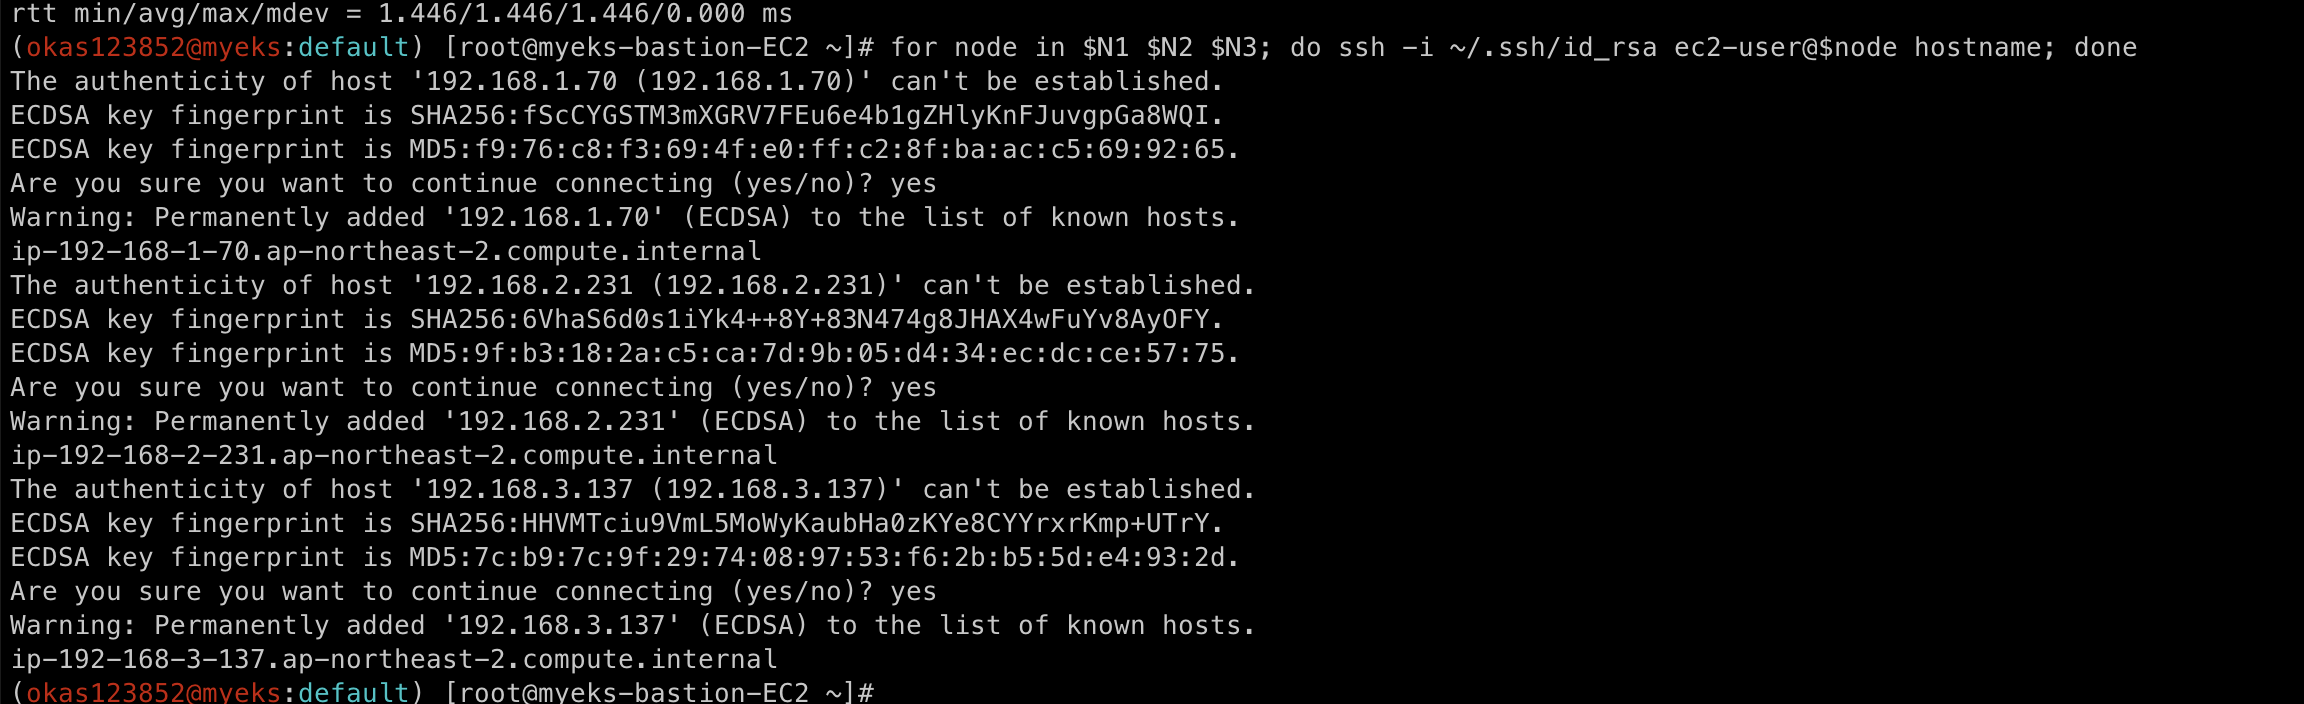 rtt min/avg/max/mdev = 1.446/1.446/1.446/0.000 ms
(okas123852@myeks:default) [root@myeks-bastion-EC2 ~]# for node in $N1 $N2 $N3; do ssh -i ~/.ssh/id_rsa ec2-user@$node hostname; done
The authenticity of host '192.168.1.70 (192.168.1.70)' can't be established.
ECDSA key fingerprint is SHA256:fScCYGSTM3mXGRV7FEu6e4b1gZHlyKnFJuvgpGa8WQI.
ECDSA key fingerprint is MD5:f9:76:c8:f3:69:4f:e0:ff:c2:8f:ba:ac:c5:69:92:65.
Are you sure you want to continue connecting (yes/no)? yes
Warning: Permanently added '192.168.1.70' (ECDSA) to the list of known hosts.
ip-192-168-1-70.ap-northeast-2.compute.internal
The authenticity of host '192.168.2.231 (192.168.2.231)' can't be established.
ECDSA key fingerprint is SHA256:6VhaS6d0s1iYk4++8Y+83N474g8JHAX4wFuYv8AyOFY.
ECDSA key fingerprint is MD5:9f:b3:18:2a:c5:ca:7d:9b:05:d4:34:ec:dc:ce:57:75.
Are you sure you want to continue connecting (yes/no)? yes
Warning: Permanently added '192.168.2.231' (ECDSA) to the list of known hosts.
ip-192-168-2-231.ap-northeast-2.compute.internal
The authenticity of host '192.168.3.137 (192.168.3.137)' can't be established.
ECDSA key fingerprint is SHA256:HHVMTciu9VmL5MoWyKaubHa0zKYe8CYYrxrKmp+UTrY.
ECDSA key fingerprint is MD5:7c:b9:7c:9f:29:74:08:97:53:f6:2b:b5:5d:e4:93:2d.
Are you sure you want to continue connecting (yes/no)? yes
Warning: Permanently added '192.168.3.137' (ECDSA) to the list of known hosts.
ip-192-168-3-137.ap-northeast-2.compute.internal
(okas123852@myeks:default) [root@myeks-bastion-EC2 ~]#